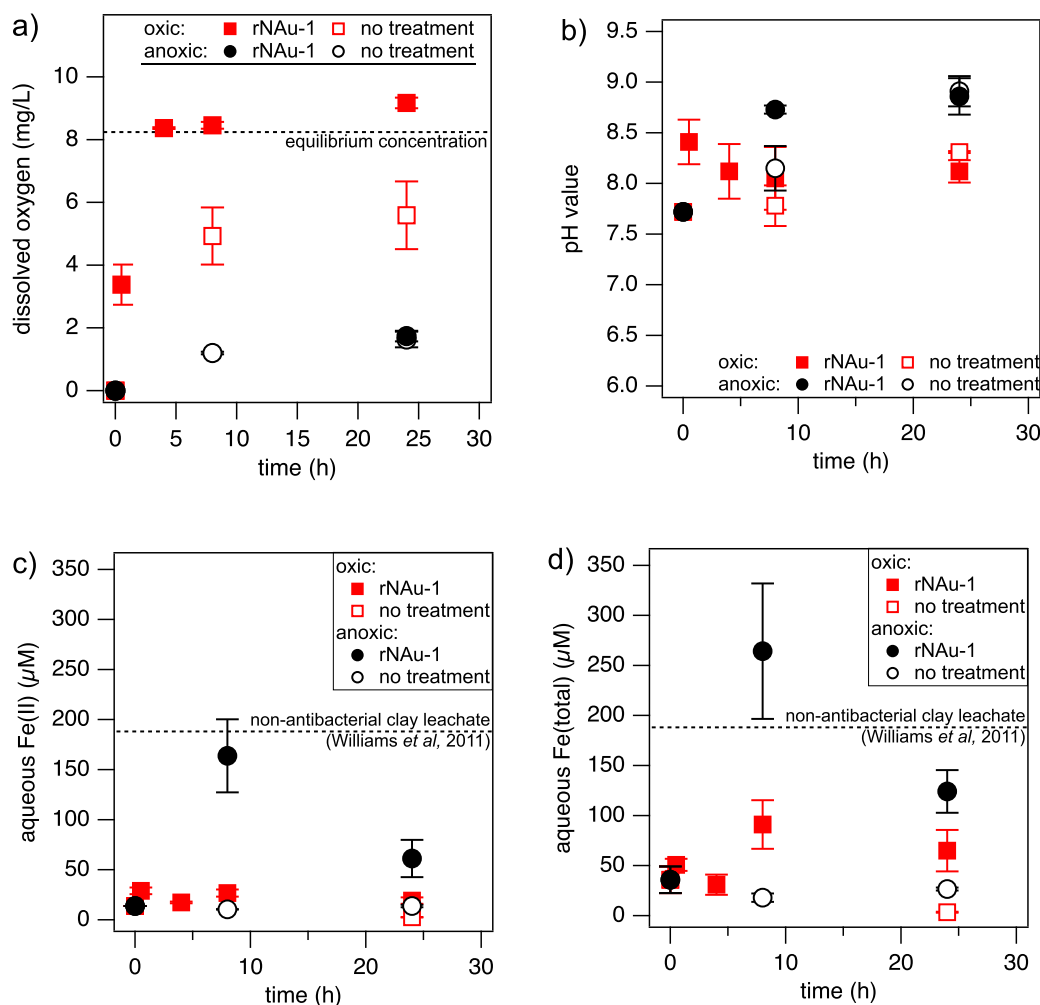 a)
oxic: rNAu-1 no treatment
anoxic: rNAu-1 no treatment
dissolved oxygen (mg/L)
10
8
6
4
2
0
equilibrium concentration
0 5 10 15 20 25 30
time (h)
b)
pH value
9.5
9.0
8.5
8.0
7.5
7.0
6.5
6.0
oxic: rNAu-1 no treatment
anoxic: rNAu-1 no treatment
0 10 20 30
time (h)
c)
aqueous Fe(II) (µM)
350
300
250
200
150
100
50
0
oxic:
rNAu-1
no treatment
anoxic:
rNAu-1
no treatment
non-antibacterial clay leachate
(Williams et al, 2011)
0 10 20 30
time (h)
d)
aqueous Fe(total) (µM)
350
300
250
200
150
100
50
0
oxic:
rNAu-1
no treatment
anoxic:
rNAu-1
no treatment
non-antibacterial clay leachate
(Williams et al, 2011)
0 10 20 30
time (h)